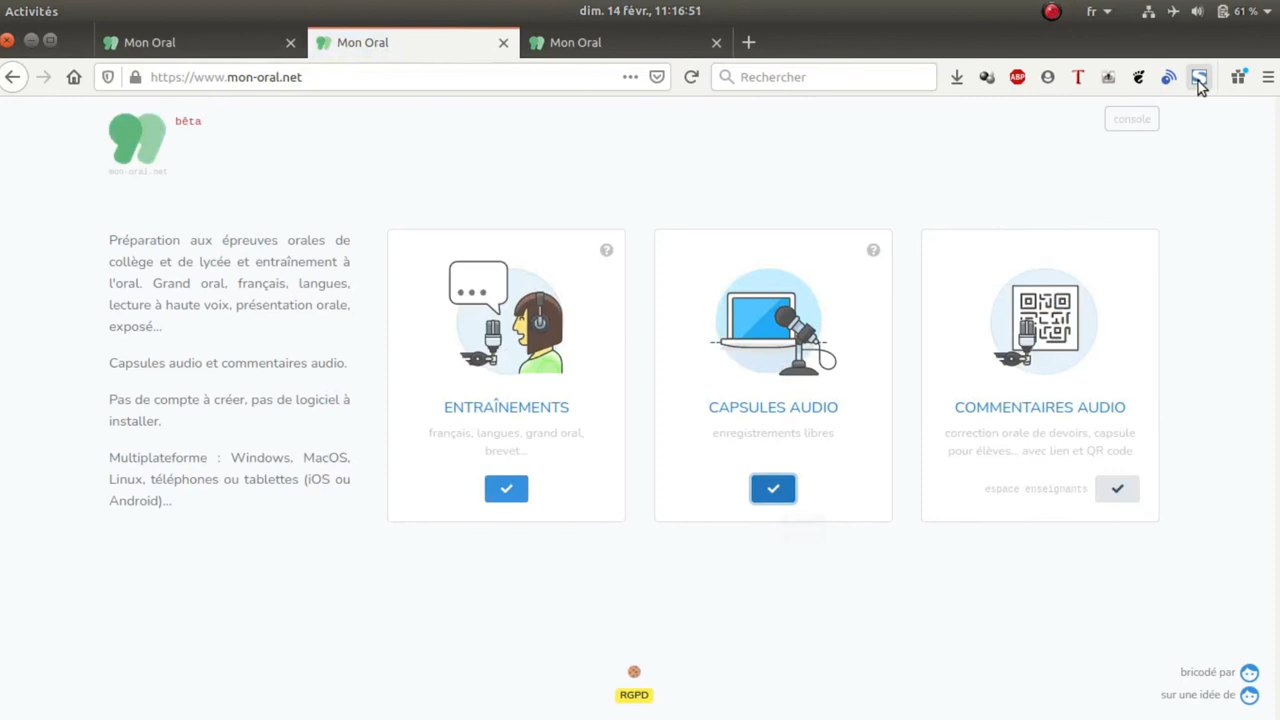 Activités
dim. 14 févr., 11:16:51
fr
61 %
Mon Oral
Mon Oral
Mon Oral
https://www.mon-oral.net
Rechercher
ABP
T
bêta
mon-oral.net
console
Préparation aux épreuves orales de
collège et de lycée et entraînement à
l'oral. Grand oral, français, langues,
lecture à haute voix, présentation orale,
exposé...
Capsules audio et commentaires audio.
Pas de compte à créer, pas de logiciel à
installer.
Multiplateforme : Windows, MacOS,
Linux, téléphones ou tablettes (iOS ou
Android)...
?
ENTRAÎNEMENTS
français, langues, grand oral,
brevet...
?
CAPSULES AUDIO
enregistrements libres
COMMENTAIRES AUDIO
correction orale de devoirs, capsule
pour élèves... avec lien et QR code
espace enseignants
RGPD
bricodé par
sur une idée de